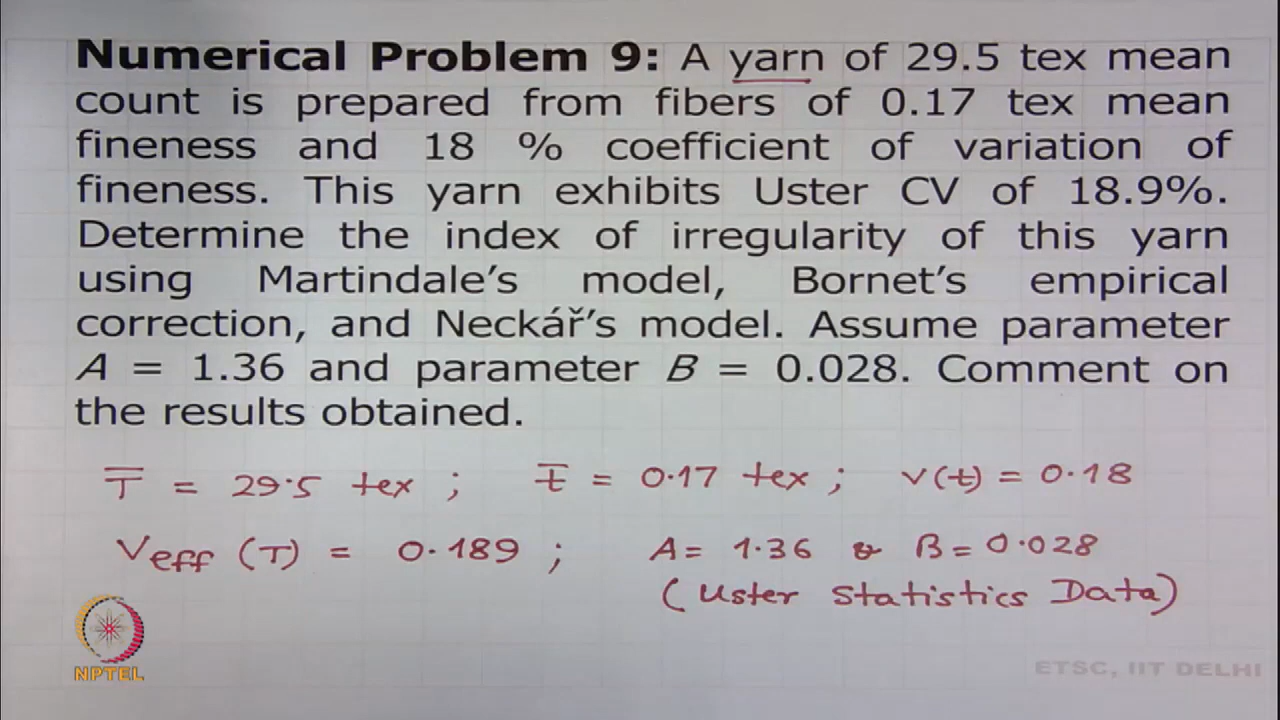 Numerical Problem 9: A yarn of 29.5 tex mean
count is prepared from fibers of 0.17 tex mean
fineness and 18 % coefficient of variation of
fineness. This yarn exhibits Uster CV of 18.9%.
Determine the index of irregularity of this yarn
using Martindale's model, Bornet's empirical
correction, and Neckář's model. Assume parameter
A = 1.36 and parameter B = 0.028. Comment on
the results obtained.
T̅ = 29.5 tex ; t̅ = 0.17 tex ; v(t) = 0.18
Veff (T) = 0.189 ; A = 1.36 & B = 0.028
(Uster Statistics Data)
NPTEL
ETSC, IIT DELHI